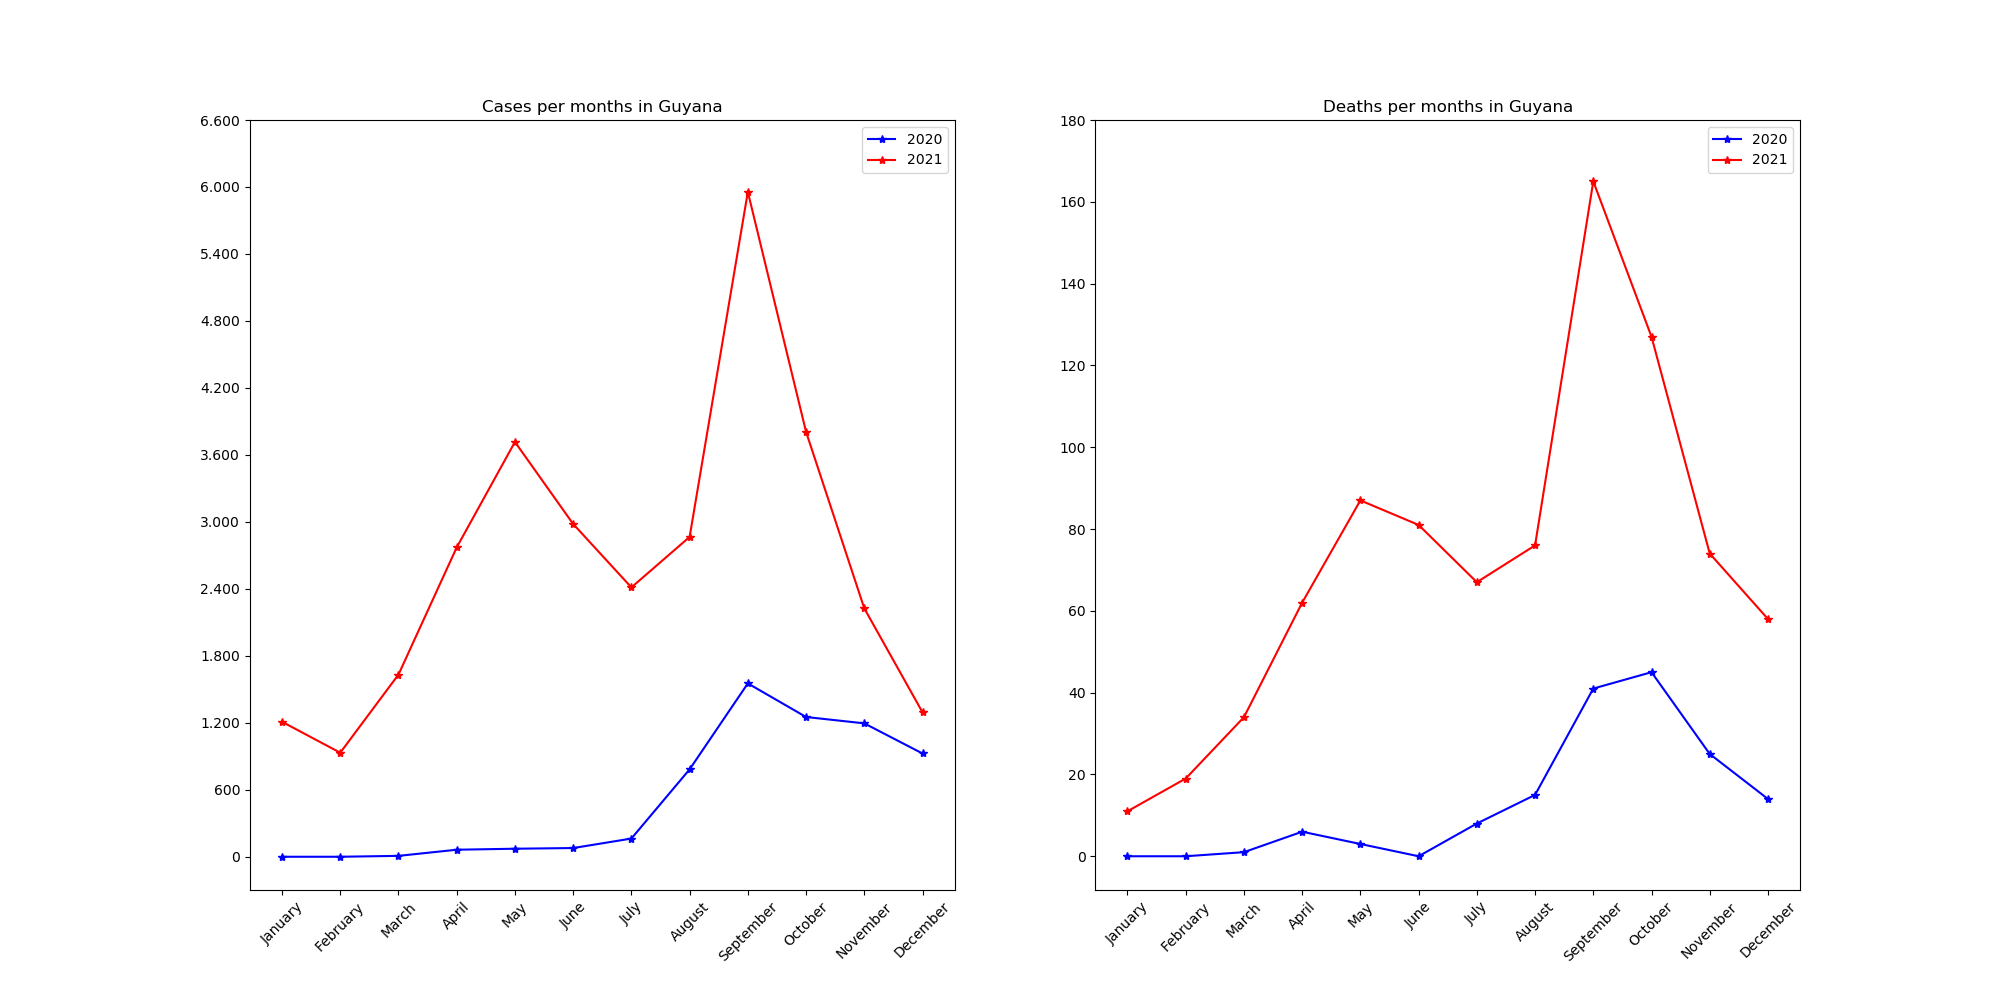 Cases per months in Guyana
2020
2021
6.600
6.000
5.400
4.800
4.200
3.600
3.000
2.400
1.800
1.200
600
0
January
February
March
April
May
June
July
August
September
October
November
December
Deaths per months in Guyana
2020
2021
180
160
140
120
100
80
60
40
20
0
January
February
March
April
May
June
July
August
September
October
November
December